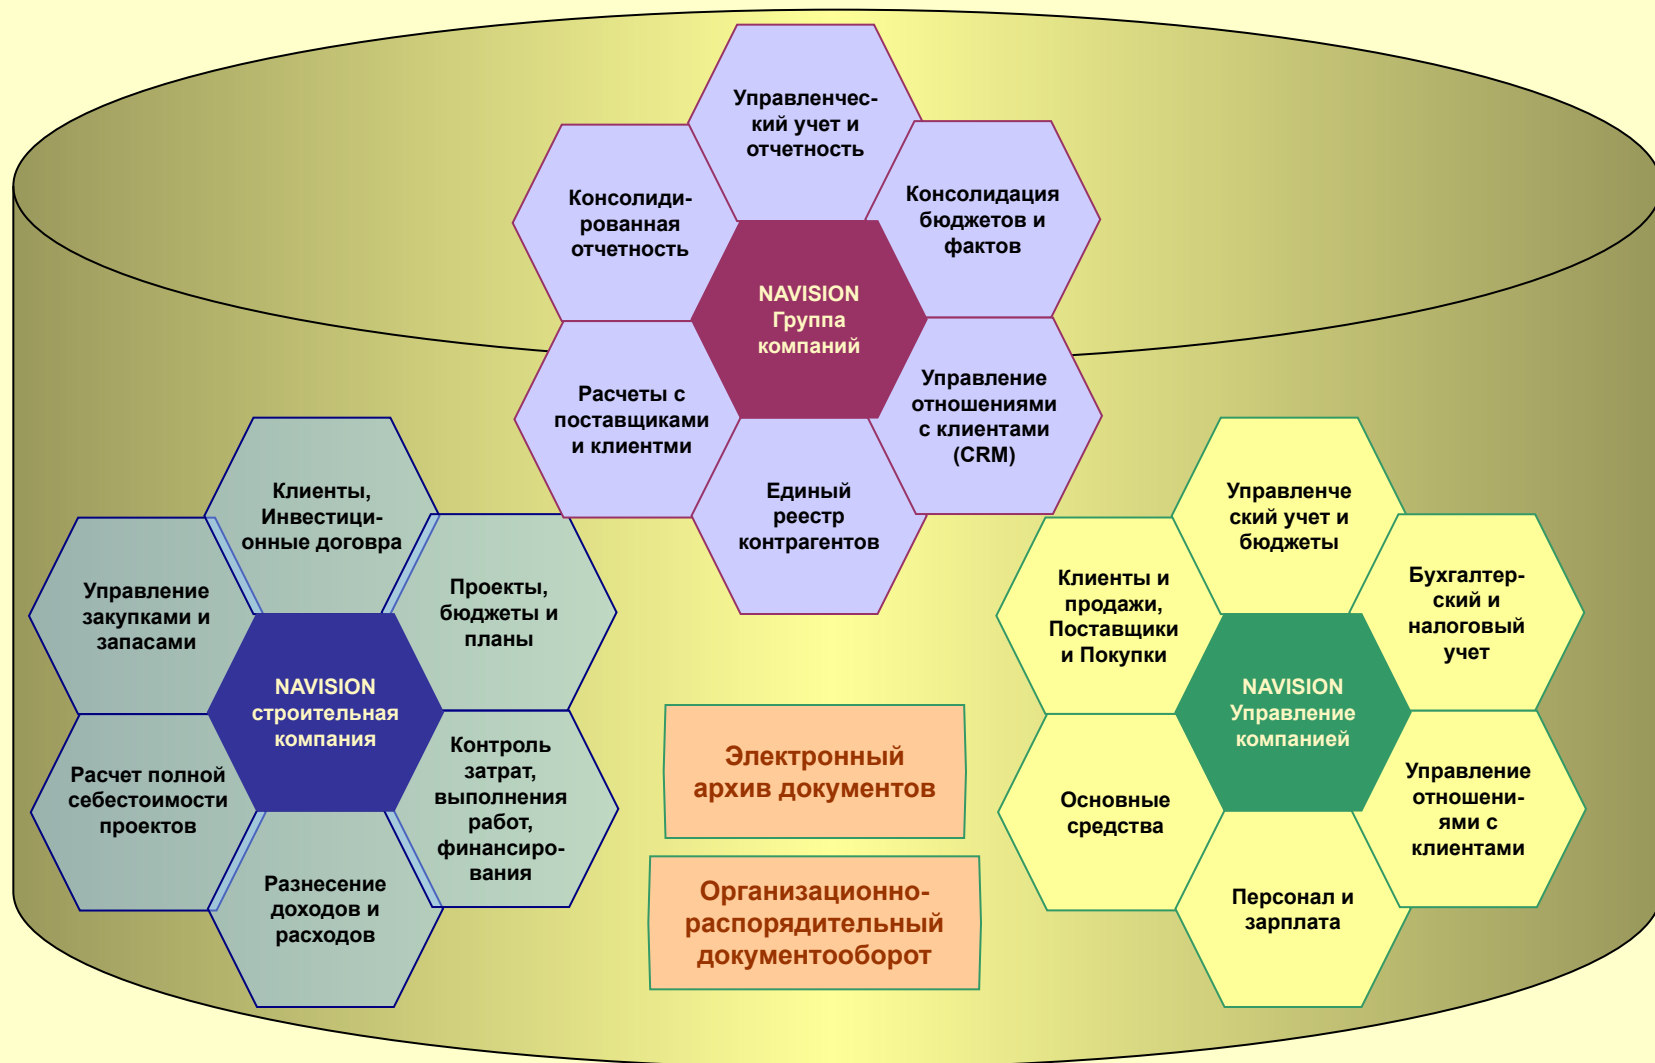 Управленчес-
кий учет и
отчетность
Консолиди-
рованная
отчетность
Консолидация
бюджетов и
фактов
NAVISION
Группа
компаний
Расчеты с
поставщиками
и клиентми
Управление
отношениями
с клиентами
(CRM)
Единый
реестр
контрагентов
Клиенты,
Инвестици-
онные договра
Управление
закупками и
запасами
Проекты,
бюджеты и
планы
NAVISION
строительная
компания
Расчет полной
себестоимости
проектов
Контроль
затрат,
выполнения
работ,
финансиро-
вания
Разнесение
доходов и
расходов
Электронный
архив документов
Организационно-
распорядительный
документооборот
Управленче
ский учет и
бюджеты
Клиенты и
продажи,
Поставщики
и Покупки
Бухгалтер-
ский и
налоговый
учет
NAVISION
Управление
компанией
Основные
средства
Управление
отношени-
ями с
клиентами
Персонал и
зарплата